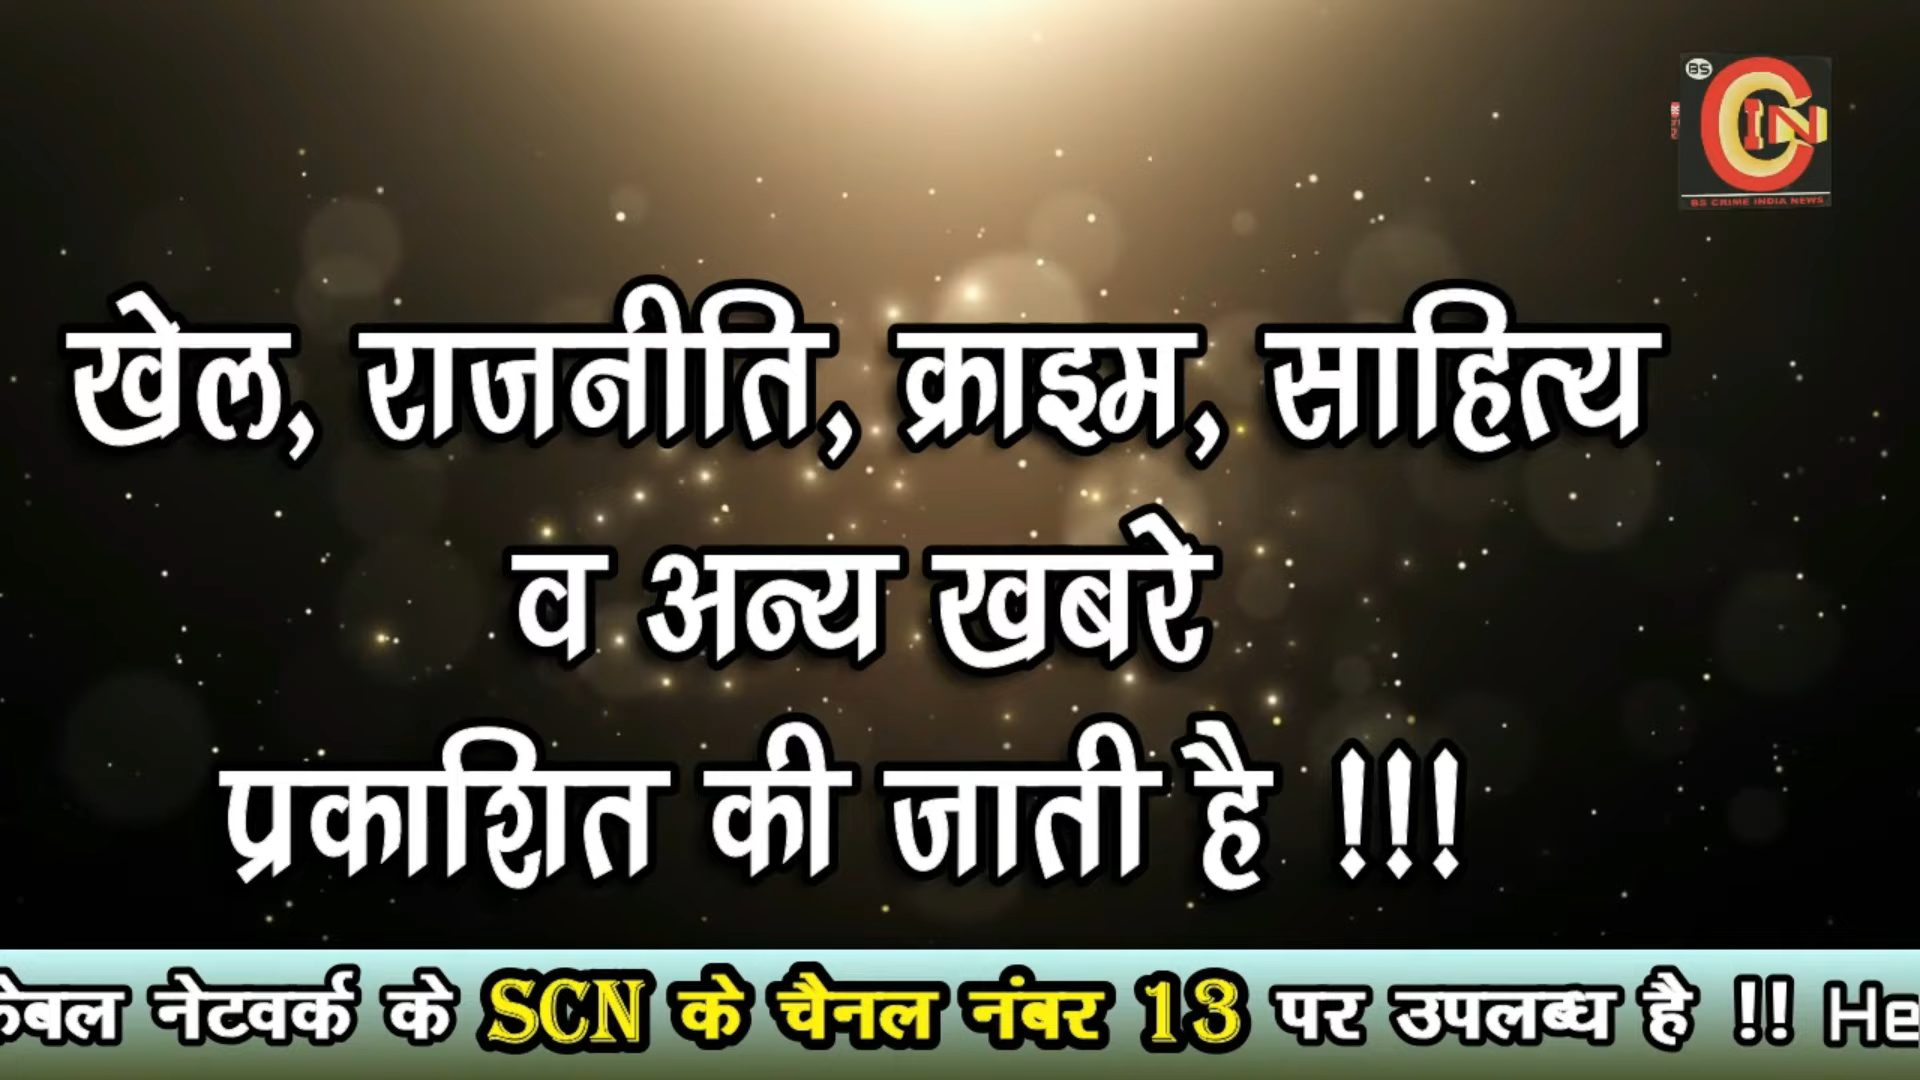 BS
CIN
BS CRIME INDIA NEWS
खेल, राजनीति, क्राइम, साहित्य
व अन्य खबरे
प्रकाशित की जाती है !!!
केबल नेटवर्क के SCN के चैनल नंबर 13 पर उपलब्ध है !! He